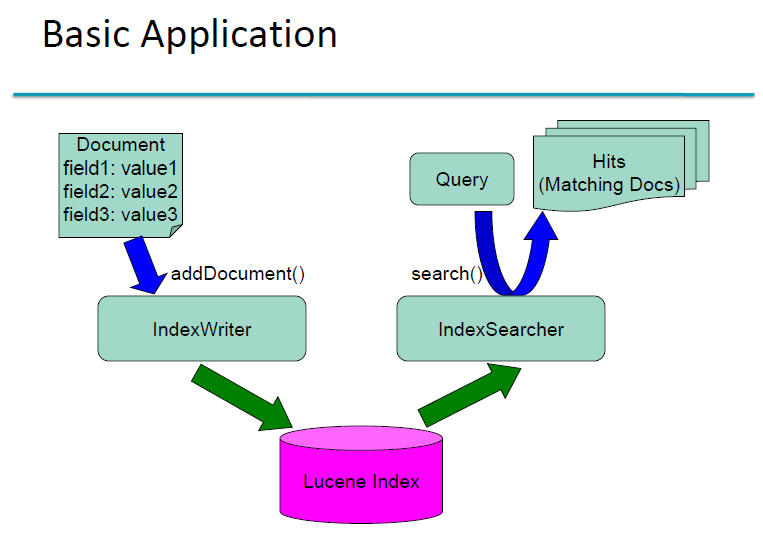 Basic Application
Document
field1: value1
field2: value2
field3: value3
addDocument()
IndexWriter
Query
Hits
(Matching Docs)
search()
IndexSearcher
Lucene Index